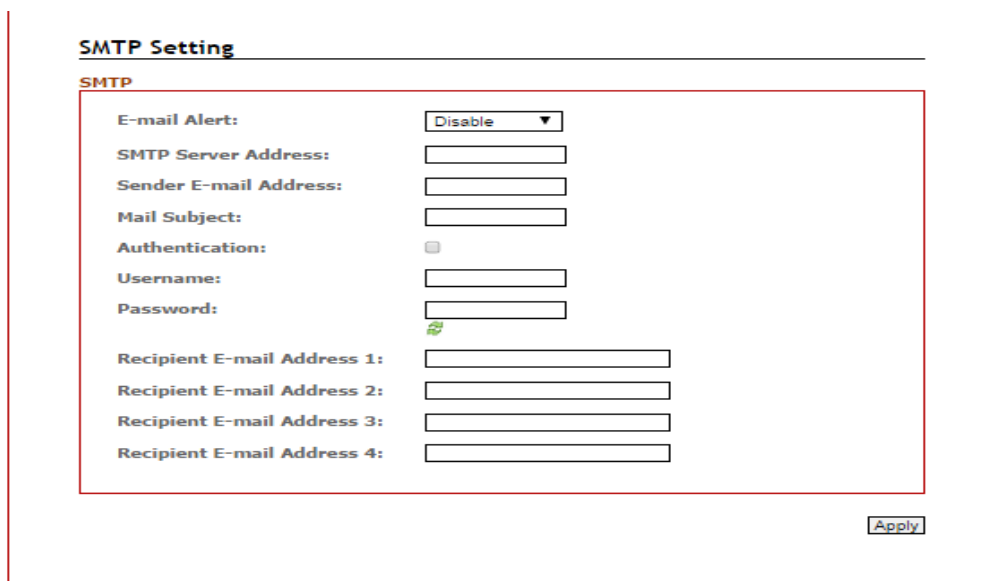 SMTP Setting
SMTP
E-mail Alert: Disable
SMTP Server Address:
Sender E-mail Address:
Mail Subject:
Authentication:
Username:
Password:
Recipient E-mail Address 1:
Recipient E-mail Address 2:
Recipient E-mail Address 3:
Recipient E-mail Address 4:
Apply